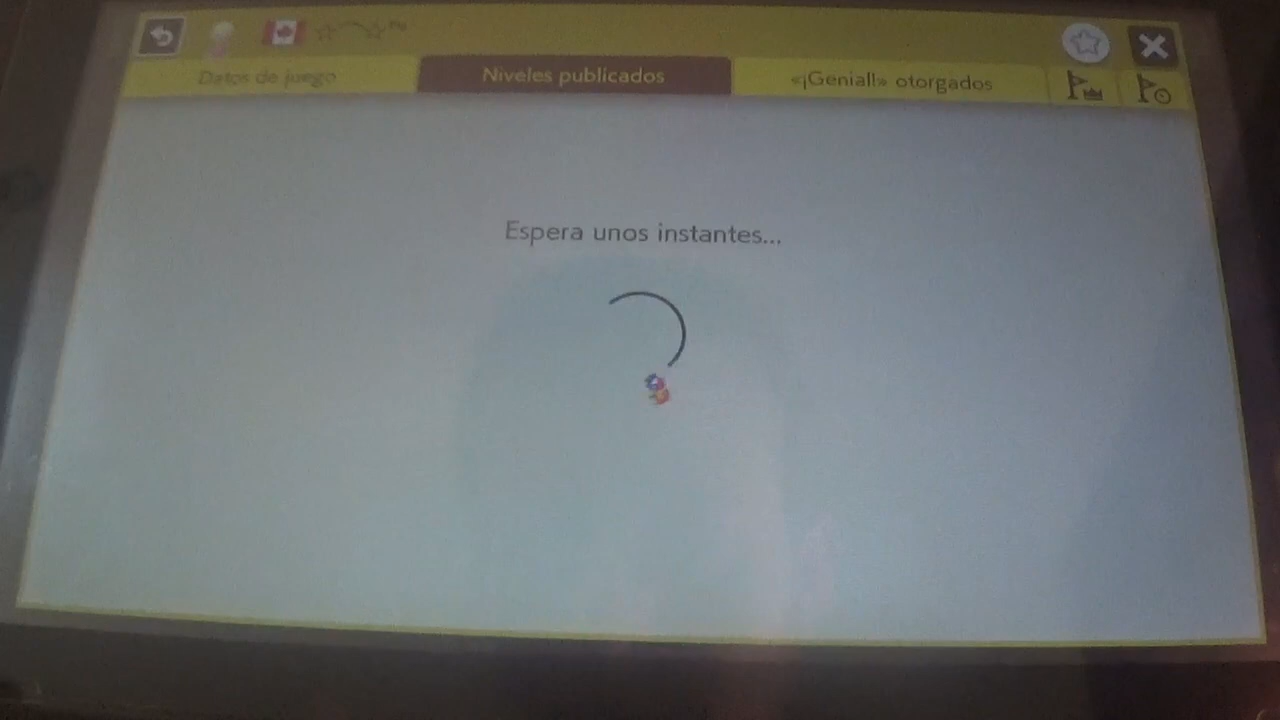 Datos de juego
Niveles publicados
«¡Genial!» otorgados
Espera unos instantes...